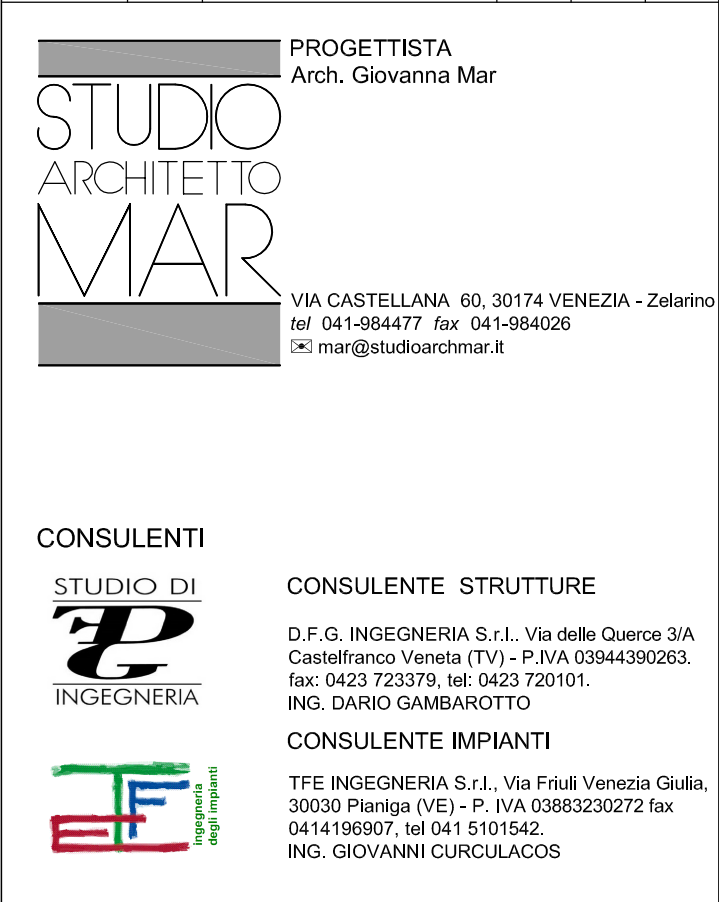 STUDIO
ARCHITETTO
MAR
PROGETTISTA
Arch. Giovanna Mar
VIA CASTELLANA 60, 30174 VENEZIA - Zelarino
tel 041-984477 fax 041-984026
✉ mar@studioarchmar.it
CONSULENTI
STUDIO DI
DFG
INGEGNERIA
CONSULENTE STRUTTURE
D.F.G. INGEGNERIA S.r.l.. Via delle Querce 3/A
Castelfranco Veneta (TV) - P.IVA 03944390263.
fax: 0423 723379, tel: 0423 720101.
ING. DARIO GAMBAROTTO
TFE
ingegneria
degli impianti
CONSULENTE IMPIANTI
TFE INGEGNERIA S.r.l., Via Friuli Venezia Giulia,
30030 Pianiga (VE) - P. IVA 03883230272 fax
0414196907, tel 041 5101542.
ING. GIOVANNI CURCULACOS